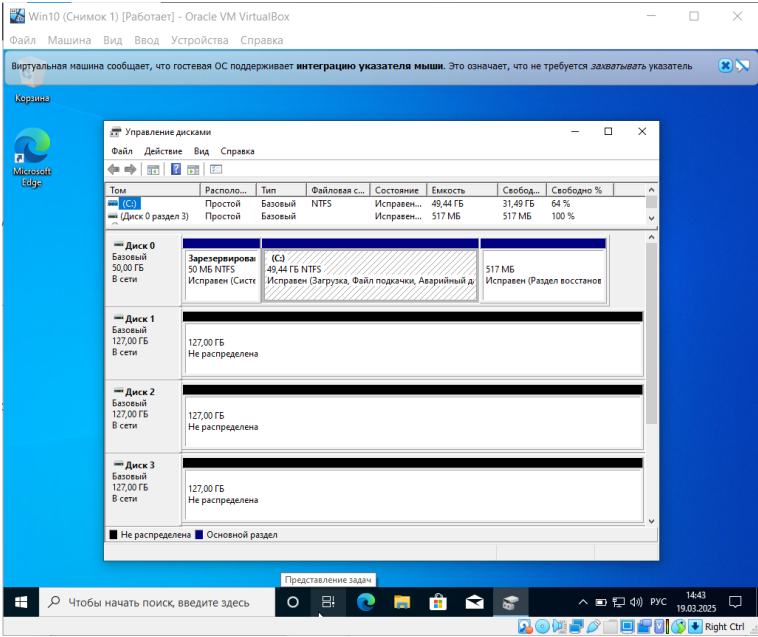 Win10 (Снимок 1) [Работает] - Oracle VM VirtualBox
Файл Машина Вид Ввод Устройства Справка
Виртуальная машина сообщает, что гостевая ОС поддерживает интеграцию указателя мыши. Это означает, что не требуется захватывать указатель
Корзина
Microsoft
Edge
Управление дисками
Файл Действие Вид Справка
Том Располо... Тип Файловая с... Состояние Емкость Свобод... Свободно %
(C:) Простой Базовый NTFS Исправен... 49,44 ГБ 31,49 ГБ 64 %
(Диск 0 раздел 3) Простой Базовый Исправен... 517 МБ 517 МБ 100 %
Диск 0
Базовый
50,00 ГБ
В сети
Зарезервирова
50 МБ NTFS
Исправен (Систе
(C:)
49,44 ГБ NTFS
Исправен (Загрузка, Файл подкачки, Аварийный д
517 МБ
Исправен (Раздел восстанов
Диск 1
Базовый
127,00 ГБ
В сети
127,00 ГБ
Не распределена
Диск 2
Базовый
127,00 ГБ
В сети
127,00 ГБ
Не распределена
Диск 3
Базовый
127,00 ГБ
В сети
127,00 ГБ
Не распределена
Не распределена Основной раздел
Представление задач
Чтобы начать поиск, введите здесь
РУС
14:43
19.03.2025
Right Ctrl